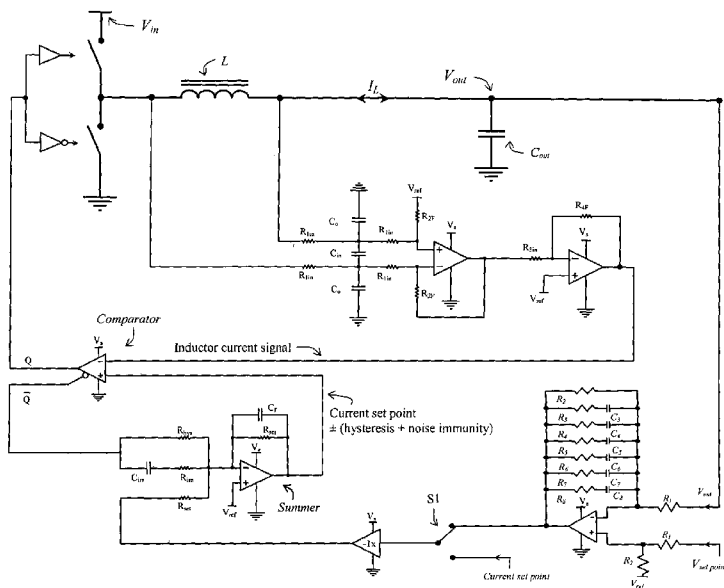 V_in
L
I_L
V_out
C_out
V_ref
R_2F
C_o
V_s
R_4F
R_1in
R_1in
C_in
V_s
R_3in
R_1in
R_1in
C_o
R_2F
V_ref
Comparator
V_s
Q
Inductor current signal
Q̅
Current set point
± (hysteresis + noise immunity)
C_f
R_hys
V_s
C_im
R_im
R_set
V_ref
Summer
V_s
-1x
S1
Current set point
R_2
R_3
C_3
R_4
C_4
R_5
C_5
R_6
C_6
R_7
C_7
R_8
C_8
V_s
R_1
V_out
R_1
R_2
V_ref
V_set point